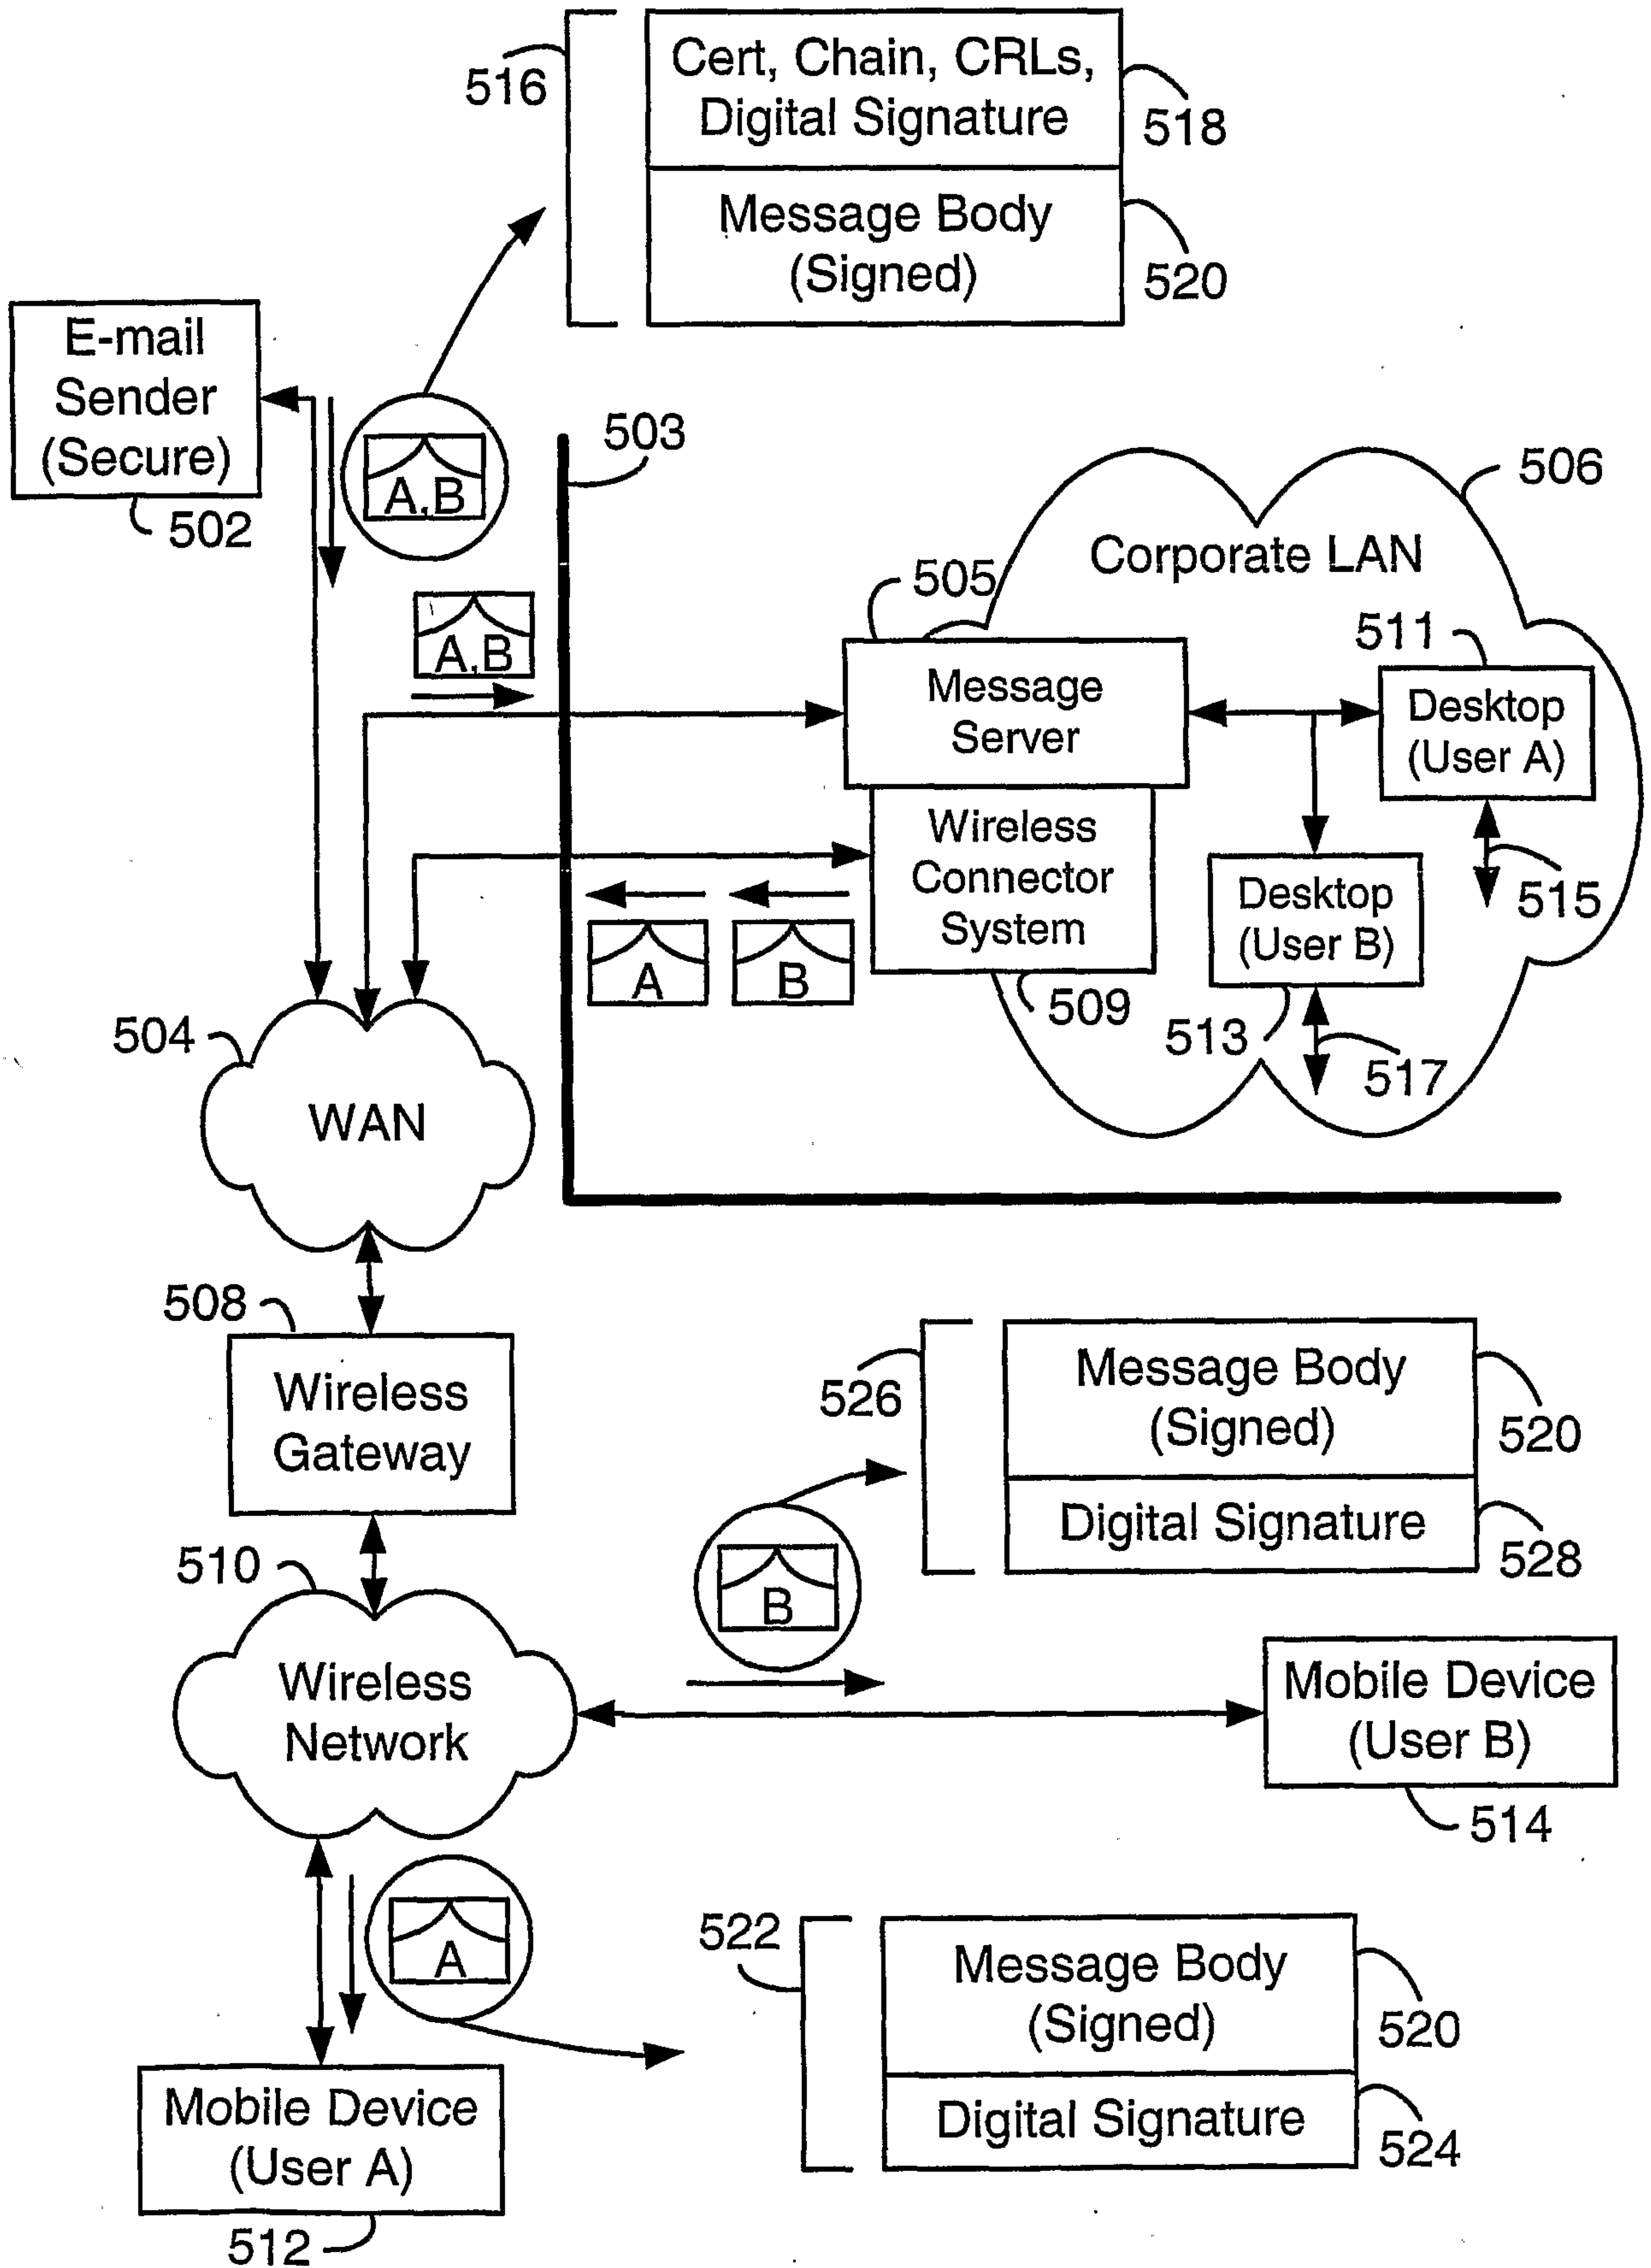 516
Cert, Chain, CRLs,
Digital Signature
518
Message Body
(Signed)
520
E-mail
Sender
(Secure)
502
A,B
503
506
Corporate LAN
505
A,B
511
Message
Server
Desktop
(User A)
Wireless
Connector
System
515
Desktop
(User B)
A
B
509
513
517
504
WAN
508
Wireless
Gateway
526
Message Body
(Signed)
520
Digital Signature
528
510
B
Wireless
Network
Mobile Device
(User B)
514
A
522
Message Body
(Signed)
520
Digital Signature
524
Mobile Device
(User A)
512